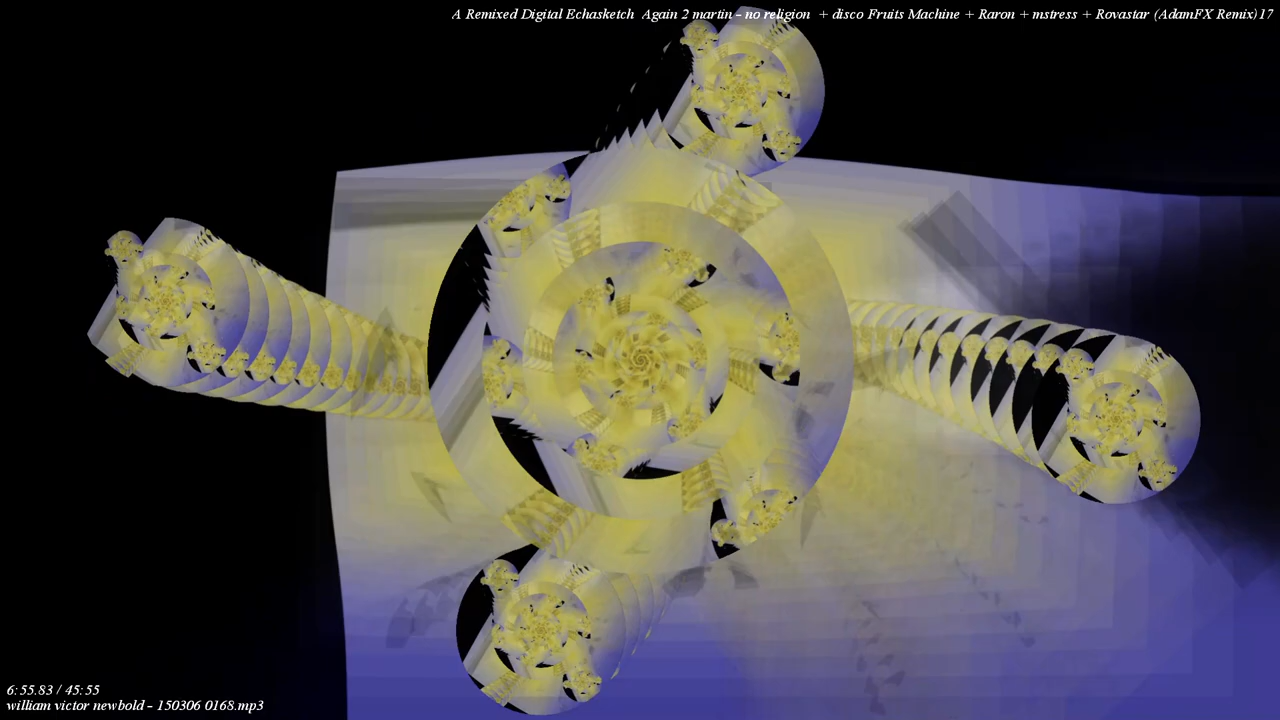 A Remixed Digital Echasketch Again 2 martin - no religion + disco Fruits Machine + Raron + mstress + Rovastar (AdamFX Remix) 17
6:55.83 / 45:55
william victor newbold - 150306 0168.mp3